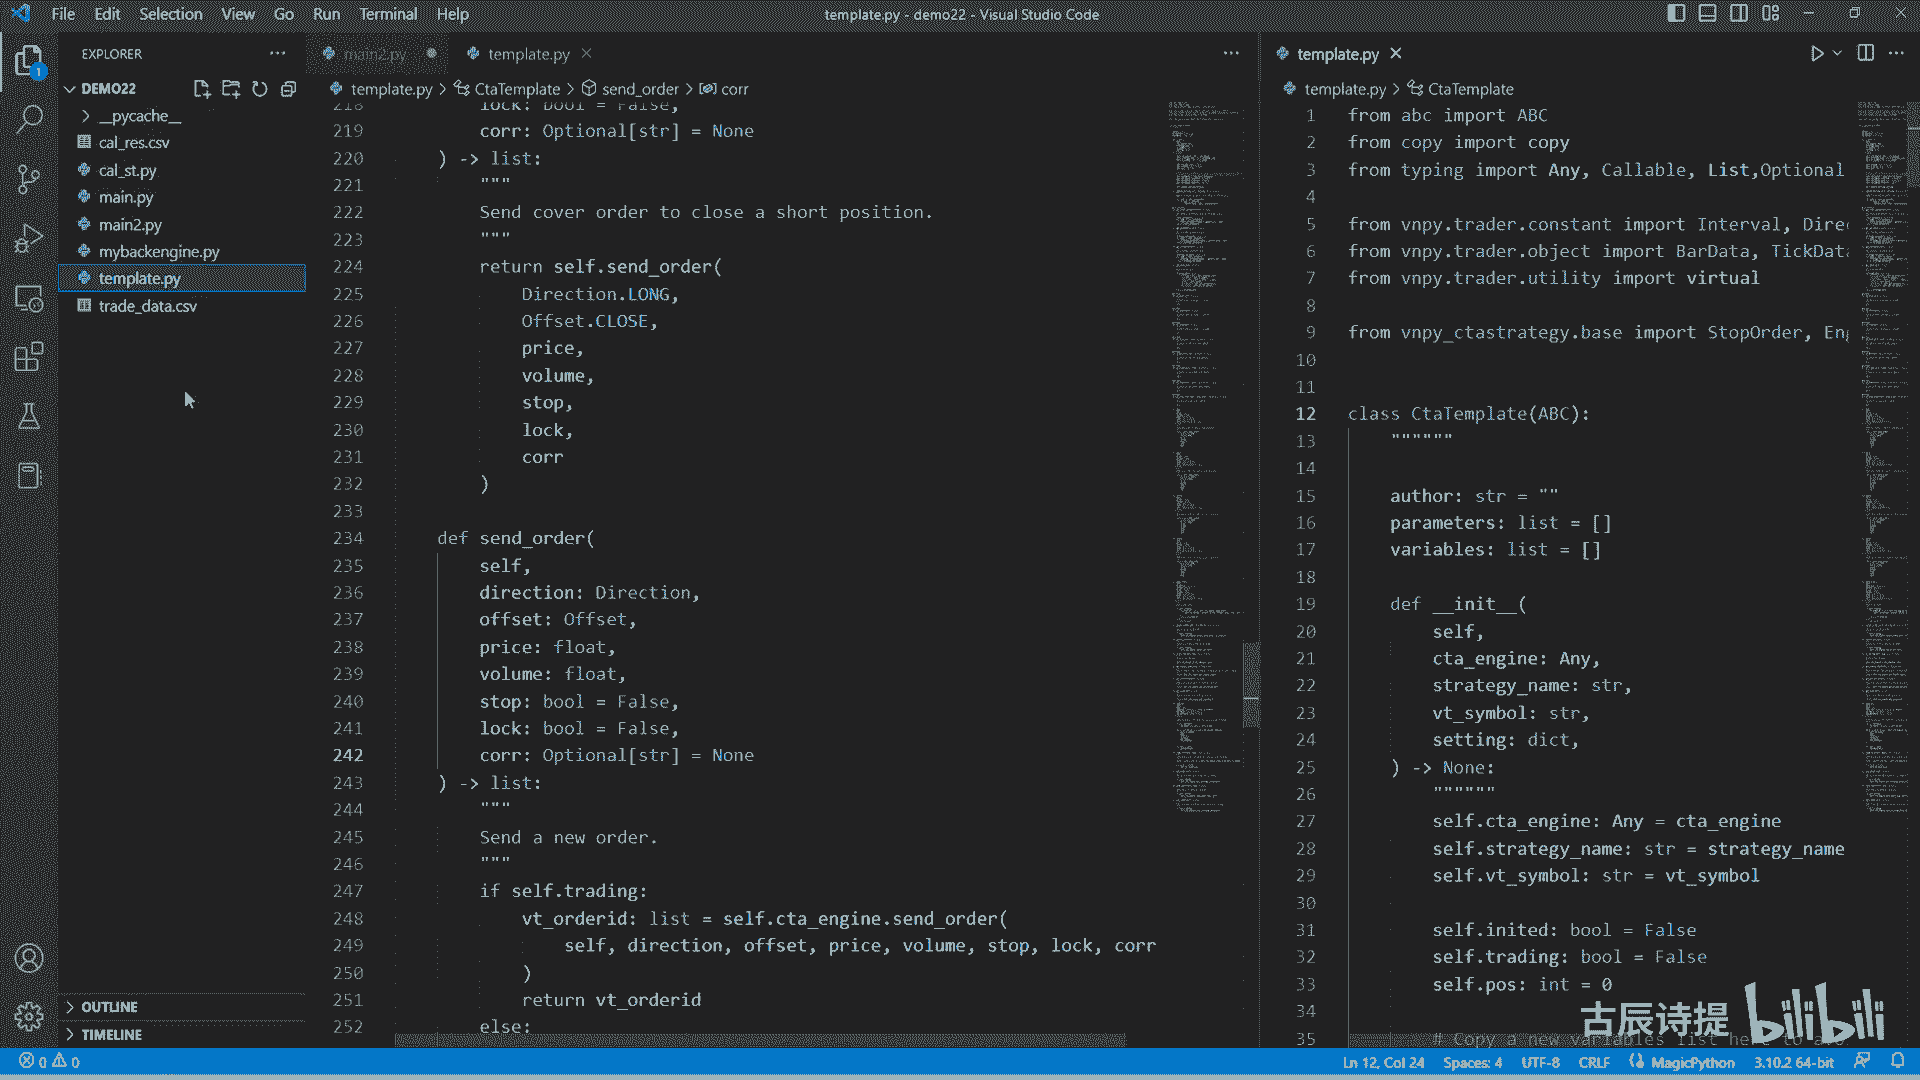 File Edit Selection View Go Run Terminal Help
template.py - demo22 - Visual Studio Code
EXPLORER
DEMO22
__pycache__
cal_res.csv
cal_st.py
main.py
main2.py
mybackengine.py
template.py
trade_data.csv
OUTLINE
TIMELINE
main2.py
template.py
template.py > CtaTemplate > send_order > corr
218 lock: bool = False,
219 corr: Optional[str] = None
220 ) -> list:
221 """
222 Send cover order to close a short position.
223 """
224 return self.send_order(
225 Direction.LONG,
226 Offset.CLOSE,
227 price,
228 volume,
229 stop,
230 lock,
231 corr
232 )
233
234 def send_order(
235 self,
236 direction: Direction,
237 offset: Offset,
238 price: float,
239 volume: float,
240 stop: bool = False,
241 lock: bool = False,
242 corr: Optional[str] = None
243 ) -> list:
244 """
245 Send a new order.
246 """
247 if self.trading:
248 vt_orderid: list = self.cta_engine.send_order(
249 self, direction, offset, price, volume, stop, lock, corr
250 )
251 return vt_orderid
252 else:
template.py
template.py > CtaTemplate
1 from abc import ABC
2 from copy import copy
3 from typing import Any, Callable, List,Optional
4
5 from vnpy.trader.constant import Interval, Dire
6 from vnpy.trader.object import BarData, TickData
7 from vnpy.trader.utility import virtual
8
9 from vnpy_ctastrategy.base import StopOrder, Eng
10
11
12 class CtaTemplate(ABC):
13 """"""
14
15 author: str = ""
16 parameters: list = []
17 variables: list = []
18
19 def __init__(
20 self,
21 cta_engine: Any,
22 strategy_name: str,
23 vt_symbol: str,
24 setting: dict,
25 ) -> None:
26 """"""
27 self.cta_engine: Any = cta_engine
28 self.strategy_name: str = strategy_name
29 self.vt_symbol: str = vt_symbol
30
31 self.inited: bool = False
32 self.trading: bool = False
33 self.pos: int = 0
34
35 # Copy a new variables list here to avo
古辰诗提 bilibili
0 0
Ln 12, Col 24 Spaces: 4 UTF-8 CRLF MagicPython 3.10.2 64-bit